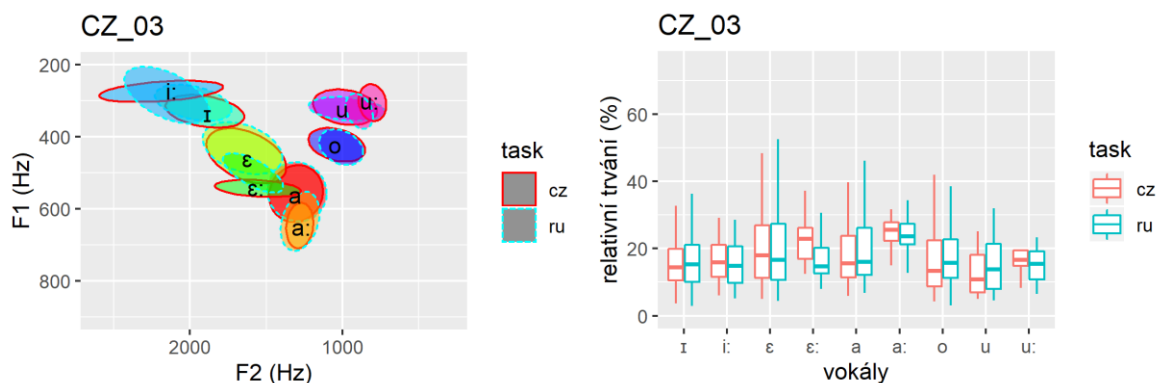 CZ_03
200
400
600
800
F1 (Hz)
2000 1000
F2 (Hz)
i:
ɪ
u
u:
o
ɛ
ɛ:
a
a:
task
cz
ru
CZ_03
60
40
20
0
relativní trvání (%)
ɪ i: ɛ ɛ: a a: o u u:
vokály
task
cz
ru